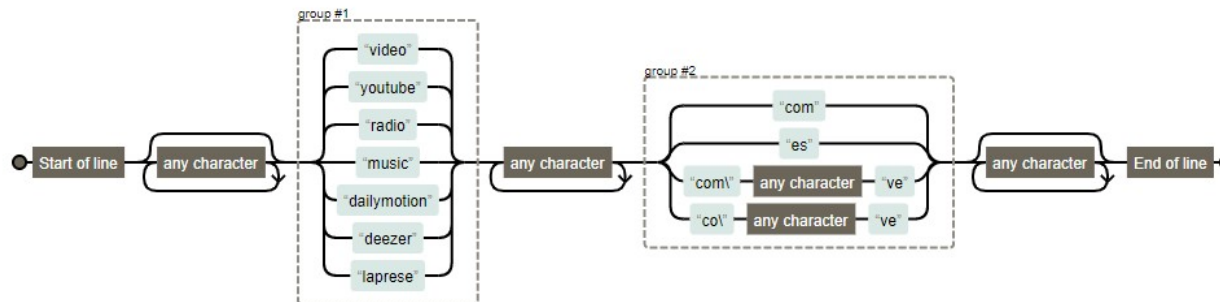 group #1
“video”
“youtube”
“radio”
“music”
“dailymotion”
“deezer”
“laprese”
group #2
“com”
“es”
“com\” any character “ve”
“co\” any character “ve”
Start of line
any character
any character
any character
End of line